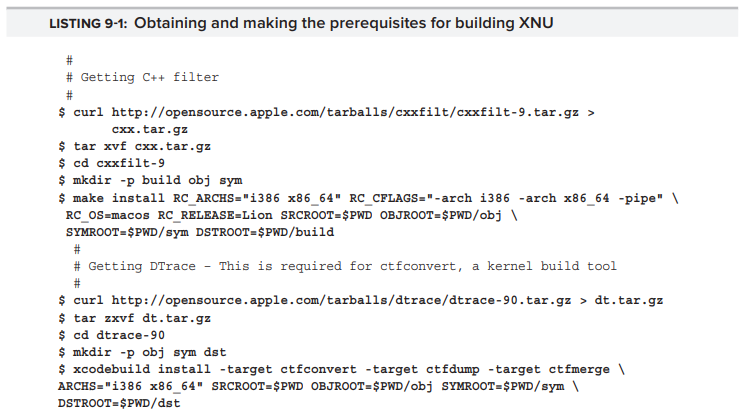 LISTING 9-1: Obtaining and making the prerequisites for building XNU
#
# Getting C++ filter
#
$ curl http://opensource.apple.com/tarballs/cxxfilt/cxxfilt-9.tar.gz >
cxx.tar.gz
$ tar xvf cxx.tar.gz
$ cd cxxfilt-9
$ mkdir -p build obj sym
$ make install RC_ARCHS="i386 x86_64" RC_CFLAGS="-arch i386 -arch x86_64 -pipe" \
RC_OS=macos RC_RELEASE=Lion SRCROOT=$PWD OBJROOT=$PWD/obj \
SYMROOT=$PWD/sym DSTROOT=$PWD/build
#
# Getting DTrace – This is required for ctfconvert, a kernel build tool
#
$ curl http://opensource.apple.com/tarballs/dtrace/dtrace-90.tar.gz > dt.tar.gz
$ tar zxvf dt.tar.gz
$ cd dtrace-90
$ mkdir -p obj sym dst
$ xcodebuild install -target ctfconvert -target ctfdump -target ctfmerge \
ARCHS="i386 x86_64" SRCROOT=$PWD OBJROOT=$PWD/obj SYMROOT=$PWD/sym \
DSTROOT=$PWD/dst